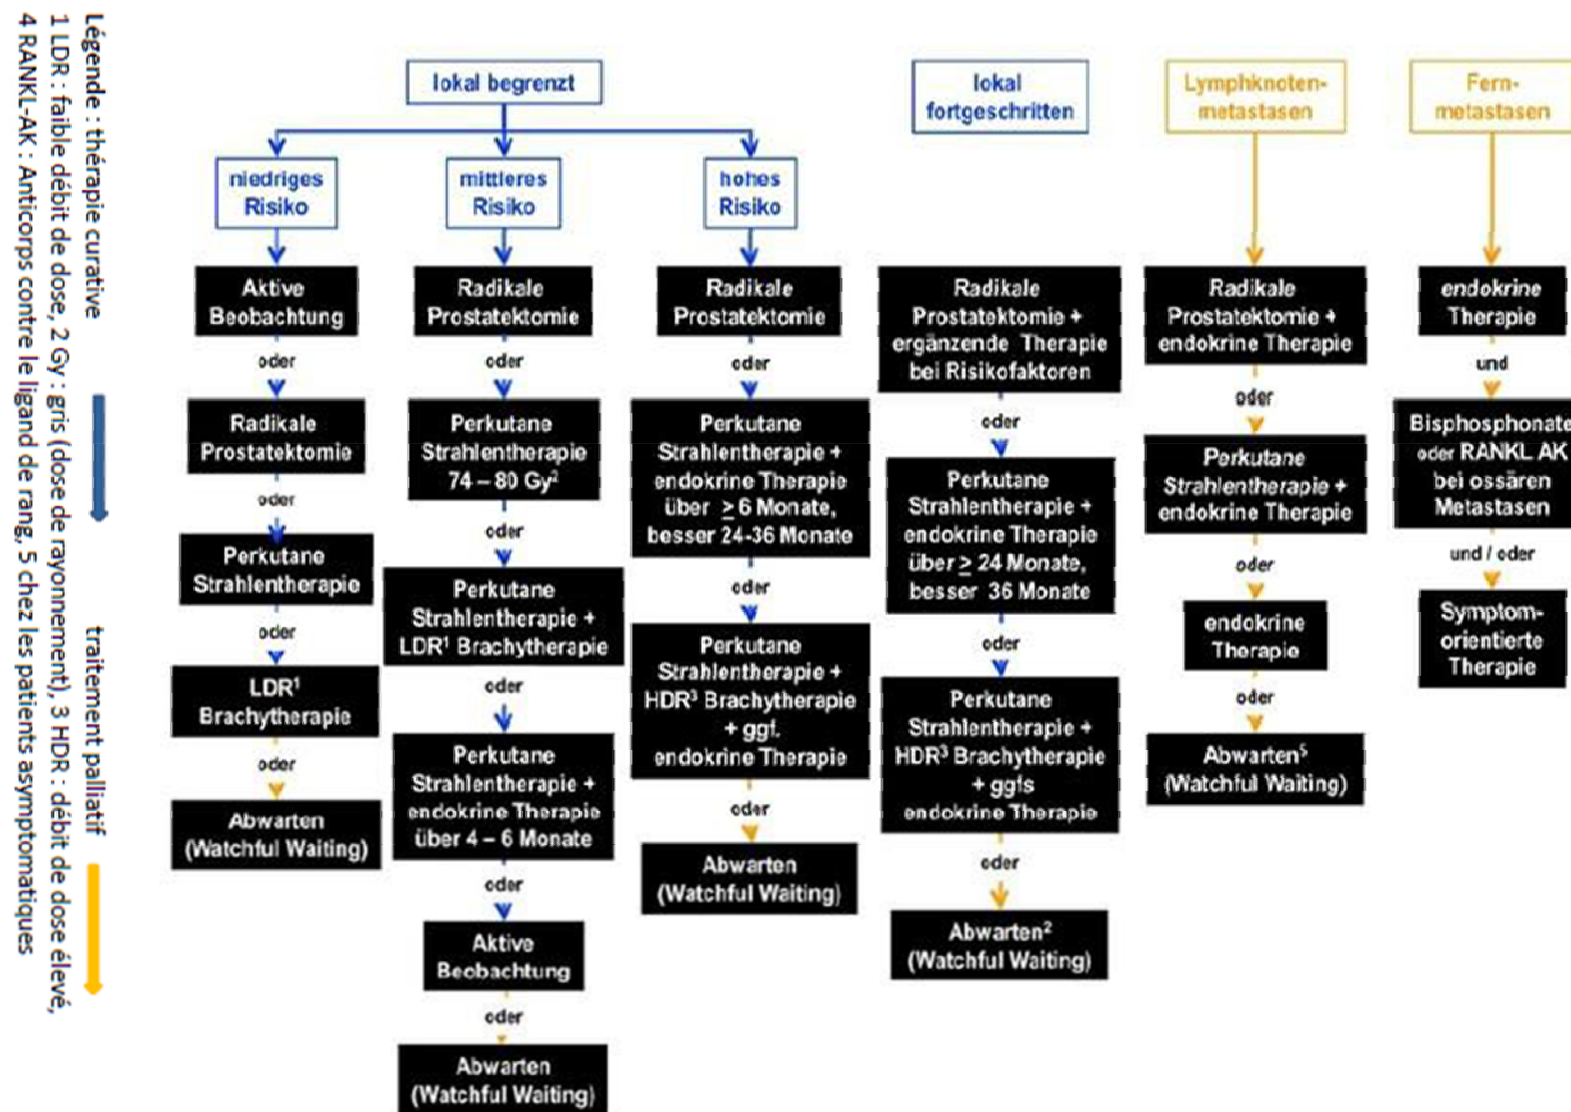 Légende : thérapie curative
traitement palliatif
1 LDR : faible débit de dose, 2 Gy : gris (dose de rayonnement), 3 HDR : débit de dose élevé,
4 RANKL-AK : Anticorps contre le ligand de rang, 5 chez les patients asymptomatiques
lokal begrenzt
niedriges
Risiko
Aktive
Beobachtung
oder
Radikale
Prostatektomie
oder
Perkutane
Strahlentherapie
oder
LDR¹
Brachytherapie
oder
Abwarten
(Watchful Waiting)
mittleres
Risiko
Radikale
Prostatektomie
oder
Perkutane
Strahlentherapie
74 – 80 Gy²
oder
Perkutane
Strahlentherapie +
LDR¹ Brachytherapie
oder
Perkutane
Strahlentherapie +
endokrine Therapie
über 4 – 6 Monate
oder
Aktive
Beobachtung
oder
Abwarten
(Watchful Waiting)
hohes
Risiko
Radikale
Prostatektomie
oder
Perkutane
Strahlentherapie +
endokrine Therapie
über ≥ 6 Monate,
besser 24-36 Monate
oder
Perkutane
Strahlentherapie +
HDR³ Brachytherapie
+ ggf.
endokrine Therapie
oder
Abwarten
(Watchful Waiting)
lokal
fortgeschritten
Radikale
Prostatektomie +
ergänzende Therapie
bei Risikofaktoren
oder
Perkutane
Strahlentherapie +
endokrine Therapie
über ≥ 24 Monate,
besser 36 Monate
oder
Perkutane
Strahlentherapie +
HDR³ Brachytherapie
+ ggfs
endokrine Therapie
oder
Abwarten²
(Watchful Waiting)
Lymphknoten-
metastasen
Radikale
Prostatektomie +
endokrine Therapie
oder
Perkutane
Strahlentherapie +
endokrine Therapie
oder
endokrine
Therapie
oder
Abwarten⁵
(Watchful Waiting)
Fern-
metastasen
endokrine
Therapie
und
Bisphosphonate
oder RANKL AK
bei ossären
Metastasen
und / oder
Symptom-
orientierte
Therapie